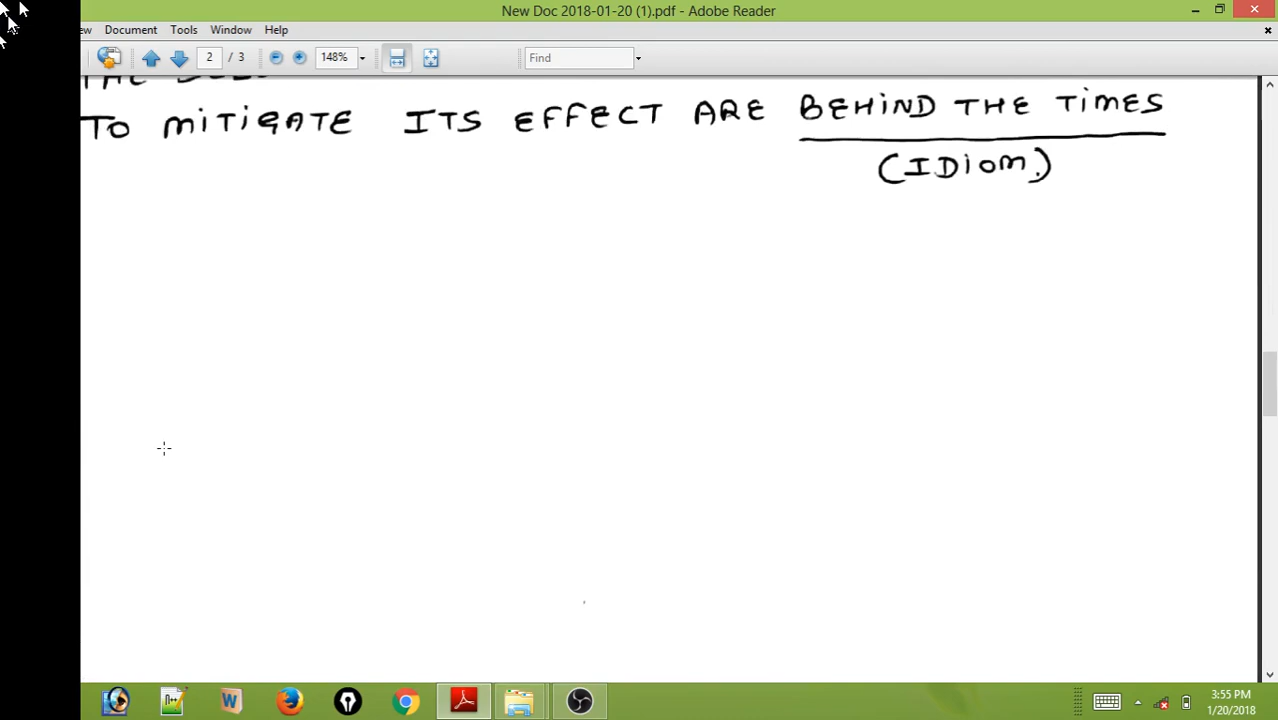 New Doc 2018-01-20 (1).pdf - Adobe Reader
Document Tools Window Help
2 / 3 148% Find
TO MITIGATE ITS EFFECT ARE BEHIND THE TIMES
(IDIOM.)
3:55 PM
1/20/2018